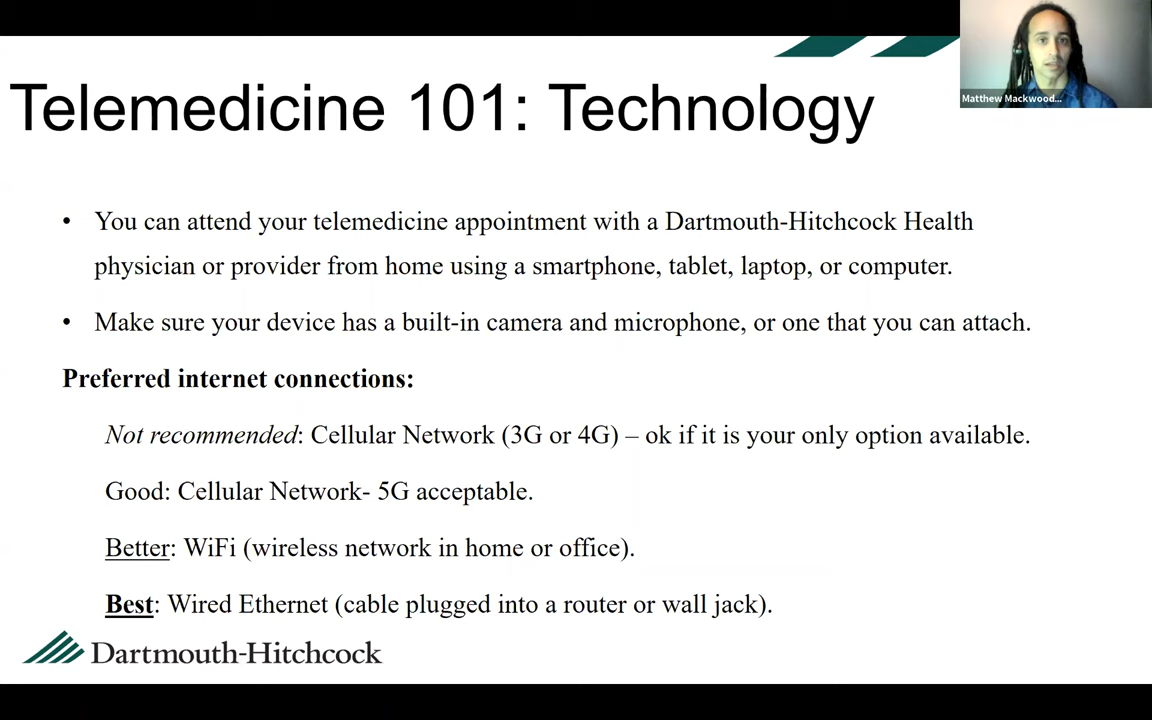 Matthew Mackwood...
Telemedicine 101: Technology
• You can attend your telemedicine appointment with a Dartmouth-Hitchcock Health
physician or provider from home using a smartphone, tablet, laptop, or computer.
• Make sure your device has a built-in camera and microphone, or one that you can attach.
Preferred internet connections:
Not recommended: Cellular Network (3G or 4G) – ok if it is your only option available.
Good: Cellular Network- 5G acceptable.
Better: WiFi (wireless network in home or office).
Best: Wired Ethernet (cable plugged into a router or wall jack).
Dartmouth-Hitchcock